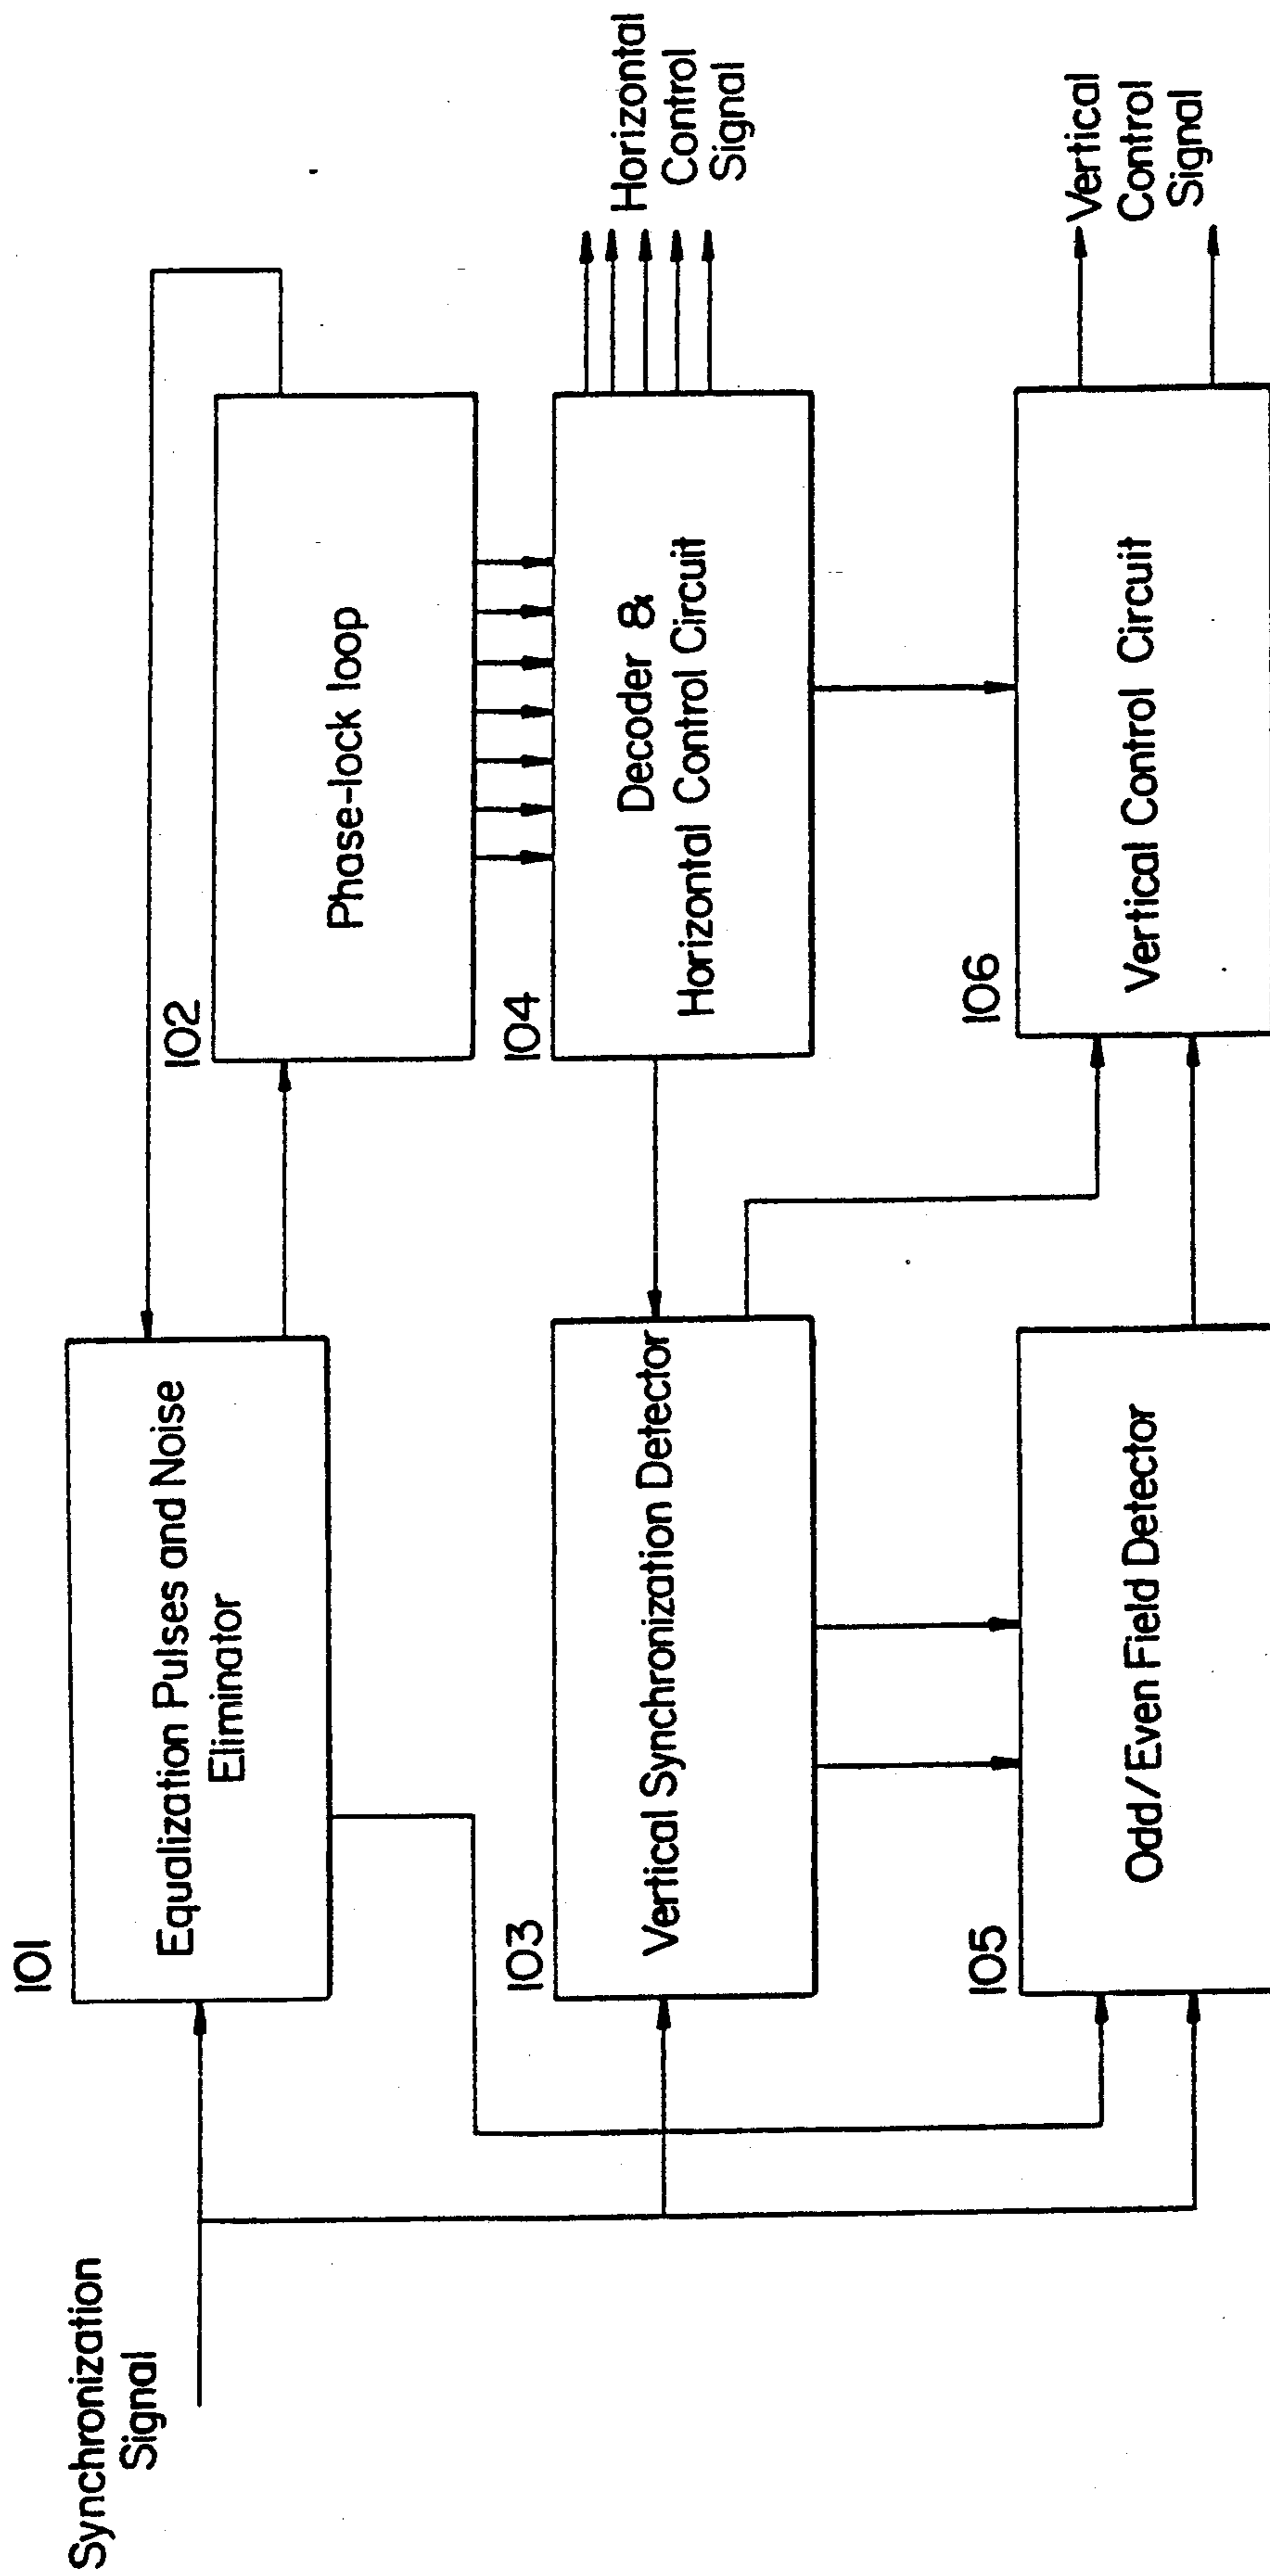 Synchronization
Signal
101
Equalization Pulses and Noise
Eliminator
102
Phase-lock loop
103
Vertical Synchronization Detector
104
Decoder &
Horizontal Control Circuit
Horizontal
Control
Signal
105
Odd/Even Field Detector
106
Vertical Control Circuit
Vertical
Control
Signal